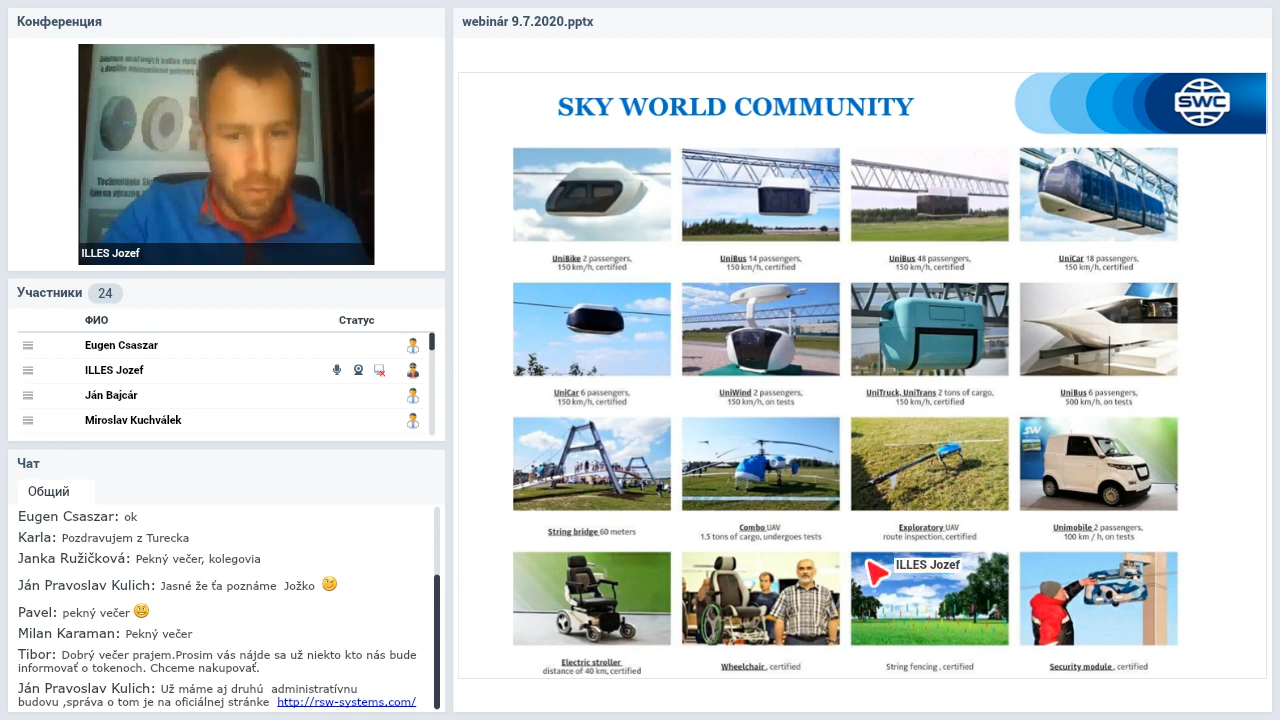 Конференция
ILLES Jozef
Участники 24
ФИО Статус
Eugen Csaszar
ILLES Jozef
Ján Bajcár
Miroslav Kuchválek
Чат
Общий
Eugen Csaszar: ok
Karla: Pozdravujem z Turecka
Janka Ružičková: Pekný večer, kolegovia
Ján Pravoslav Kulich: Jasné že ťa poznáme Jožko
Pavel: pekný večer
Milan Karaman: Pekný večer
Tibor: Dobrý večer prajem.Prosim vás nájde sa už niekto kto nás bude
informovať o tokenoch. Chceme nakupovať.
Ján Pravoslav Kulich: Už máme aj druhú administratívnu
budovu ,správa o tom je na oficiálnej stránke http://rsw-systems.com/
webinár 9.7.2020.pptx
SKY WORLD COMMUNITY
SWC
UniBike 2 passengers,
150 km/h, certified
UniBus 14 passengers,
150 km/h, certified
UniBus 48 passengers,
150 km/h, certified
UniCar 18 passengers,
150 km/h, certified
UniCar 6 passengers,
150 km/h, certified
UniWind 2 passengers,
150 km/h, on tests
UniTruck, UniTrans 2 tons of cargo,
150 km/h, certified
UniBus 6 passengers,
500 km/h on tests
String bridge 60 meters
Combo UAV
1.5 tons of cargo, undergoes tests
Exploratory UAV
route inspection, certified
SW
Unimobile 2 passengers,
100 km / h, on tests
ILLES Jozef
Electric stroller
distance of 40 km, certified
Wheelchair , certified
String fencing , certified
Security module , certified